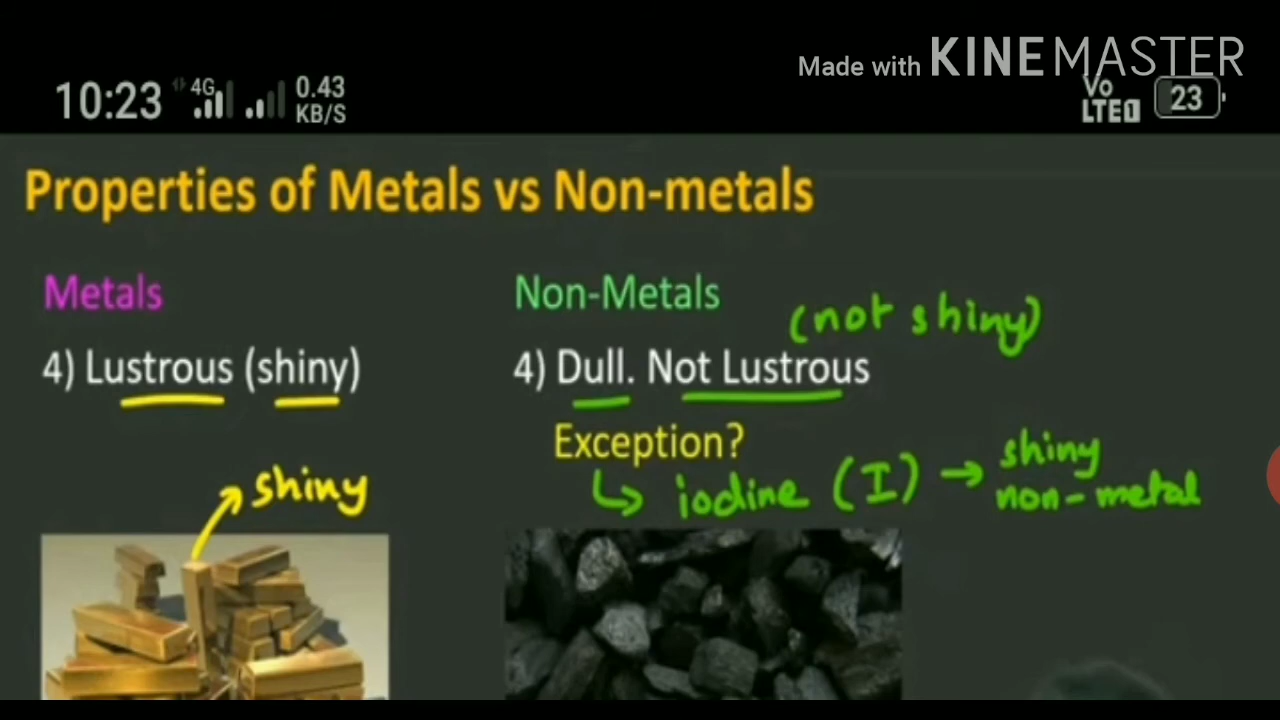 Made with KINEMASTER
10:23 4G 0.43 KB/S Vo LTE1 23
Properties of Metals vs Non-metals
Metals
Non-Metals
(not shiny)
4) Lustrous (shiny)
4) Dull. Not Lustrous
Exception?
iodine (I) → shiny non-metal
shiny